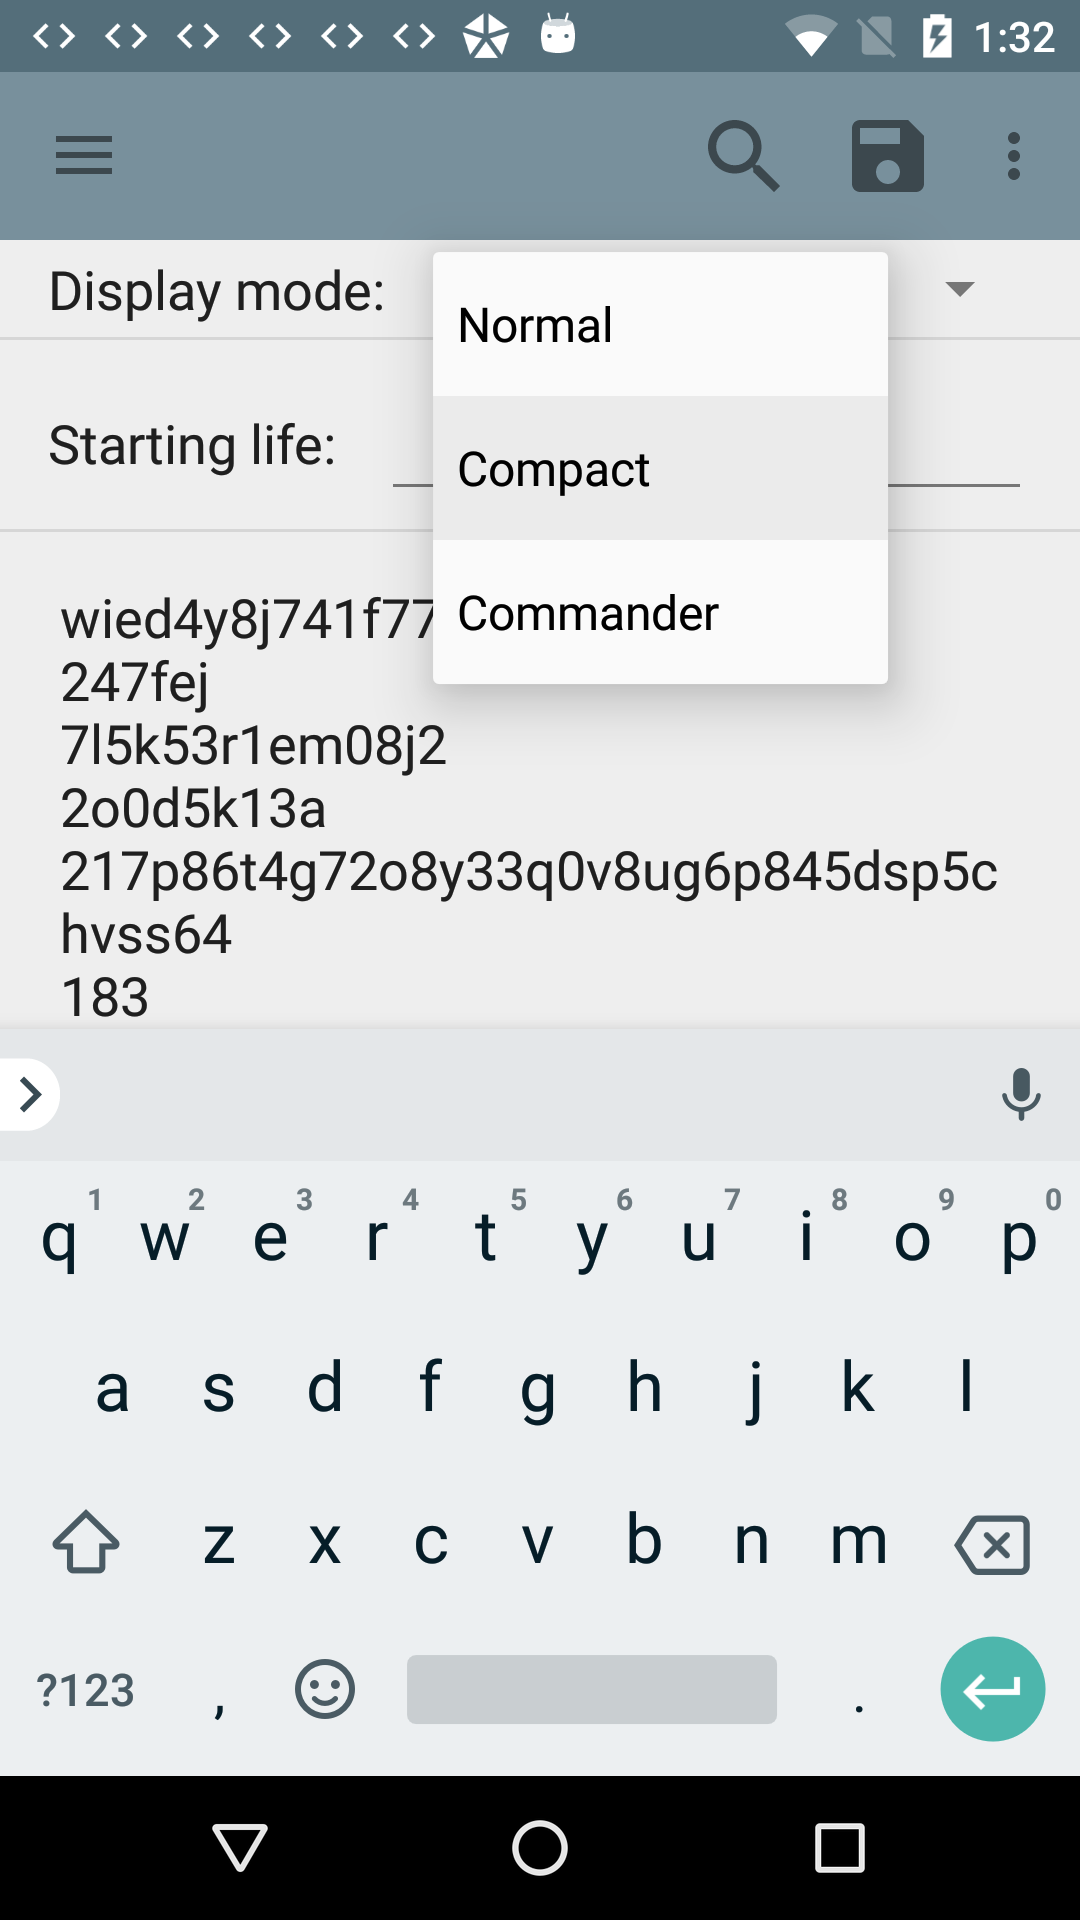 1:32
Display mode:
Normal
Starting life:
Compact
Commander
wied4y8j741f77
247fej
7l5k53r1em08j2
2o0d5k13a
217p86t4g72o8y33q0v8ug6p845dsp5c
hvss64
183
1 2 3 4 5 6 7 8 9 0
q w e r t y u i o p
a s d f g h j k l
z x c v b n m
?123 , .